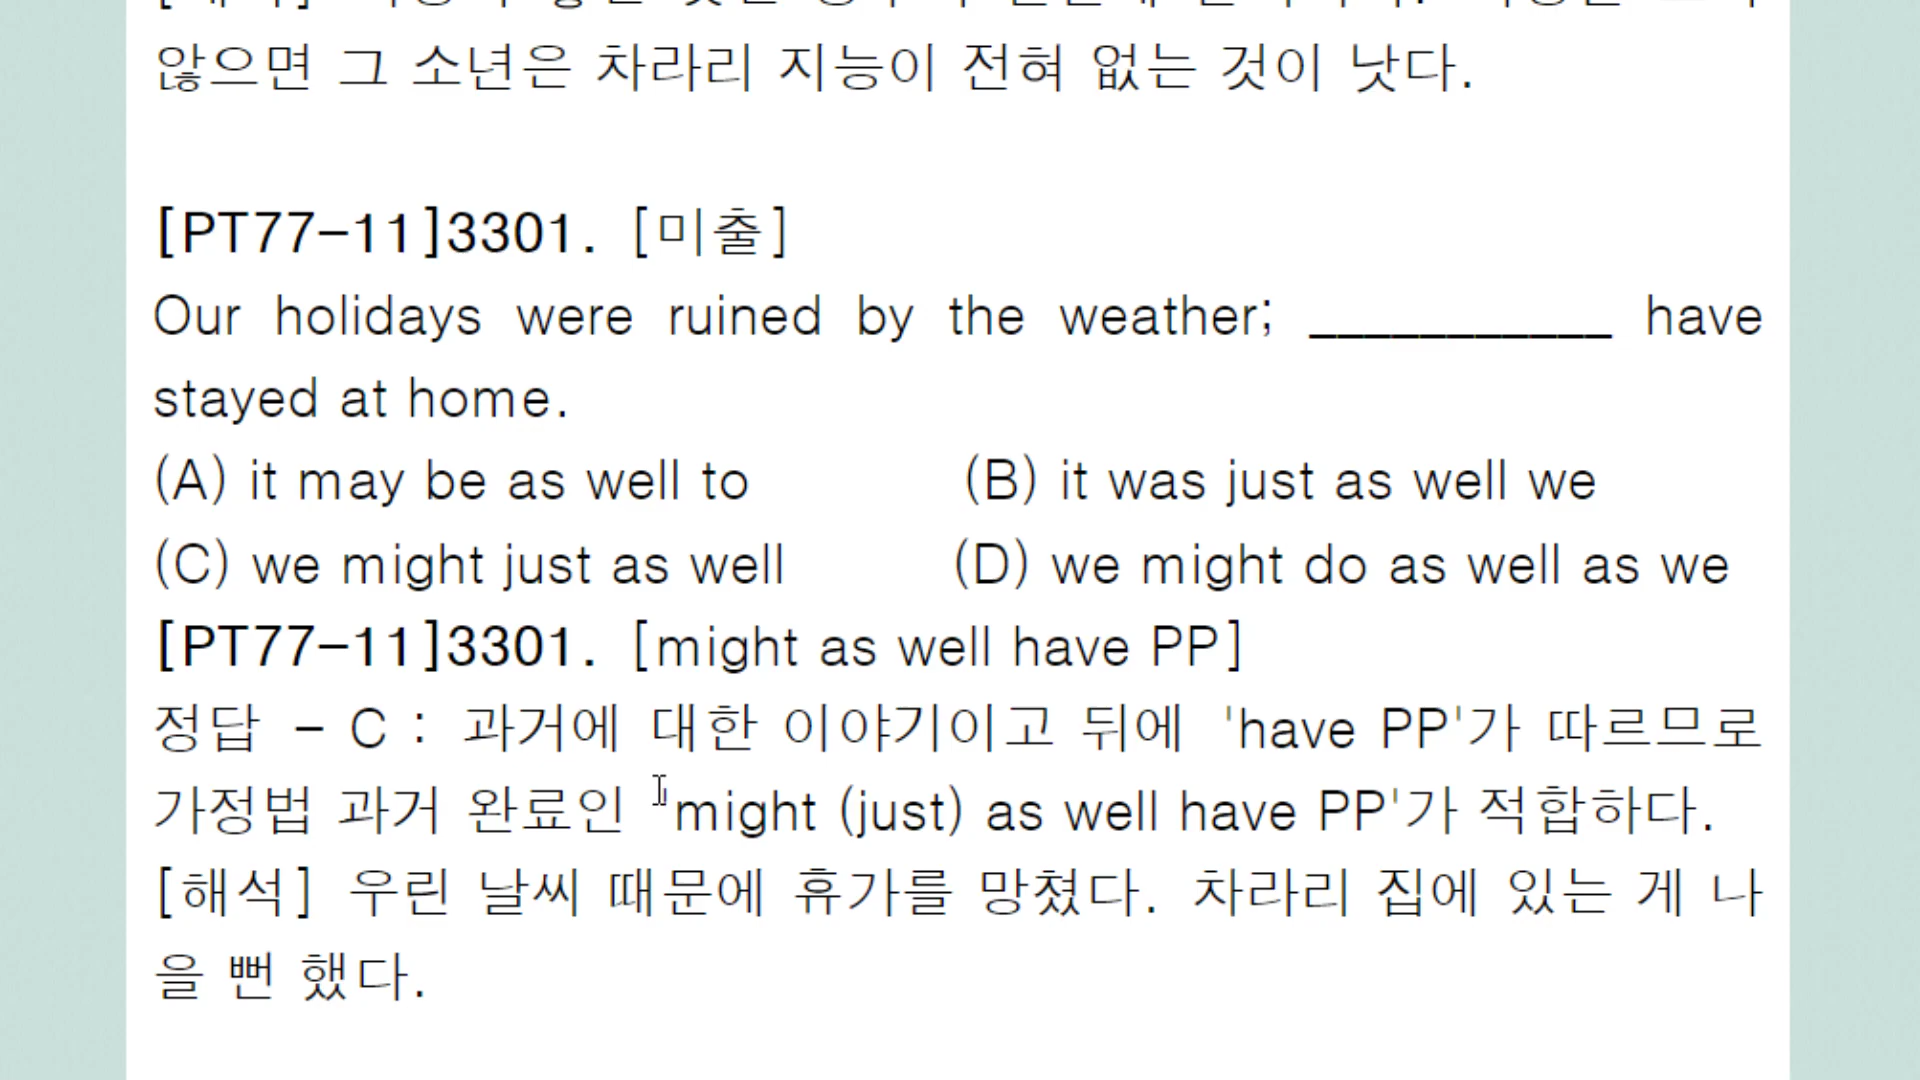 않으면 그 소년은 차라리 지능이 전혀 없는 것이 낫다.
[PT77-11]3301. [미출]
Our holidays were ruined by the weather; ___________ have
stayed at home.
(A) it may be as well to (B) it was just as well we
(C) we might just as well (D) we might do as well as we
[PT77-11]3301. [might as well have PP]
정답 - C : 과거에 대한 이야기이고 뒤에 'have PP'가 따르므로
가정법 과거 완료인 'might (just) as well have PP'가 적합하다.
[해석] 우린 날씨 때문에 휴가를 망쳤다. 차라리 집에 있는 게 나
을 뻔 했다.